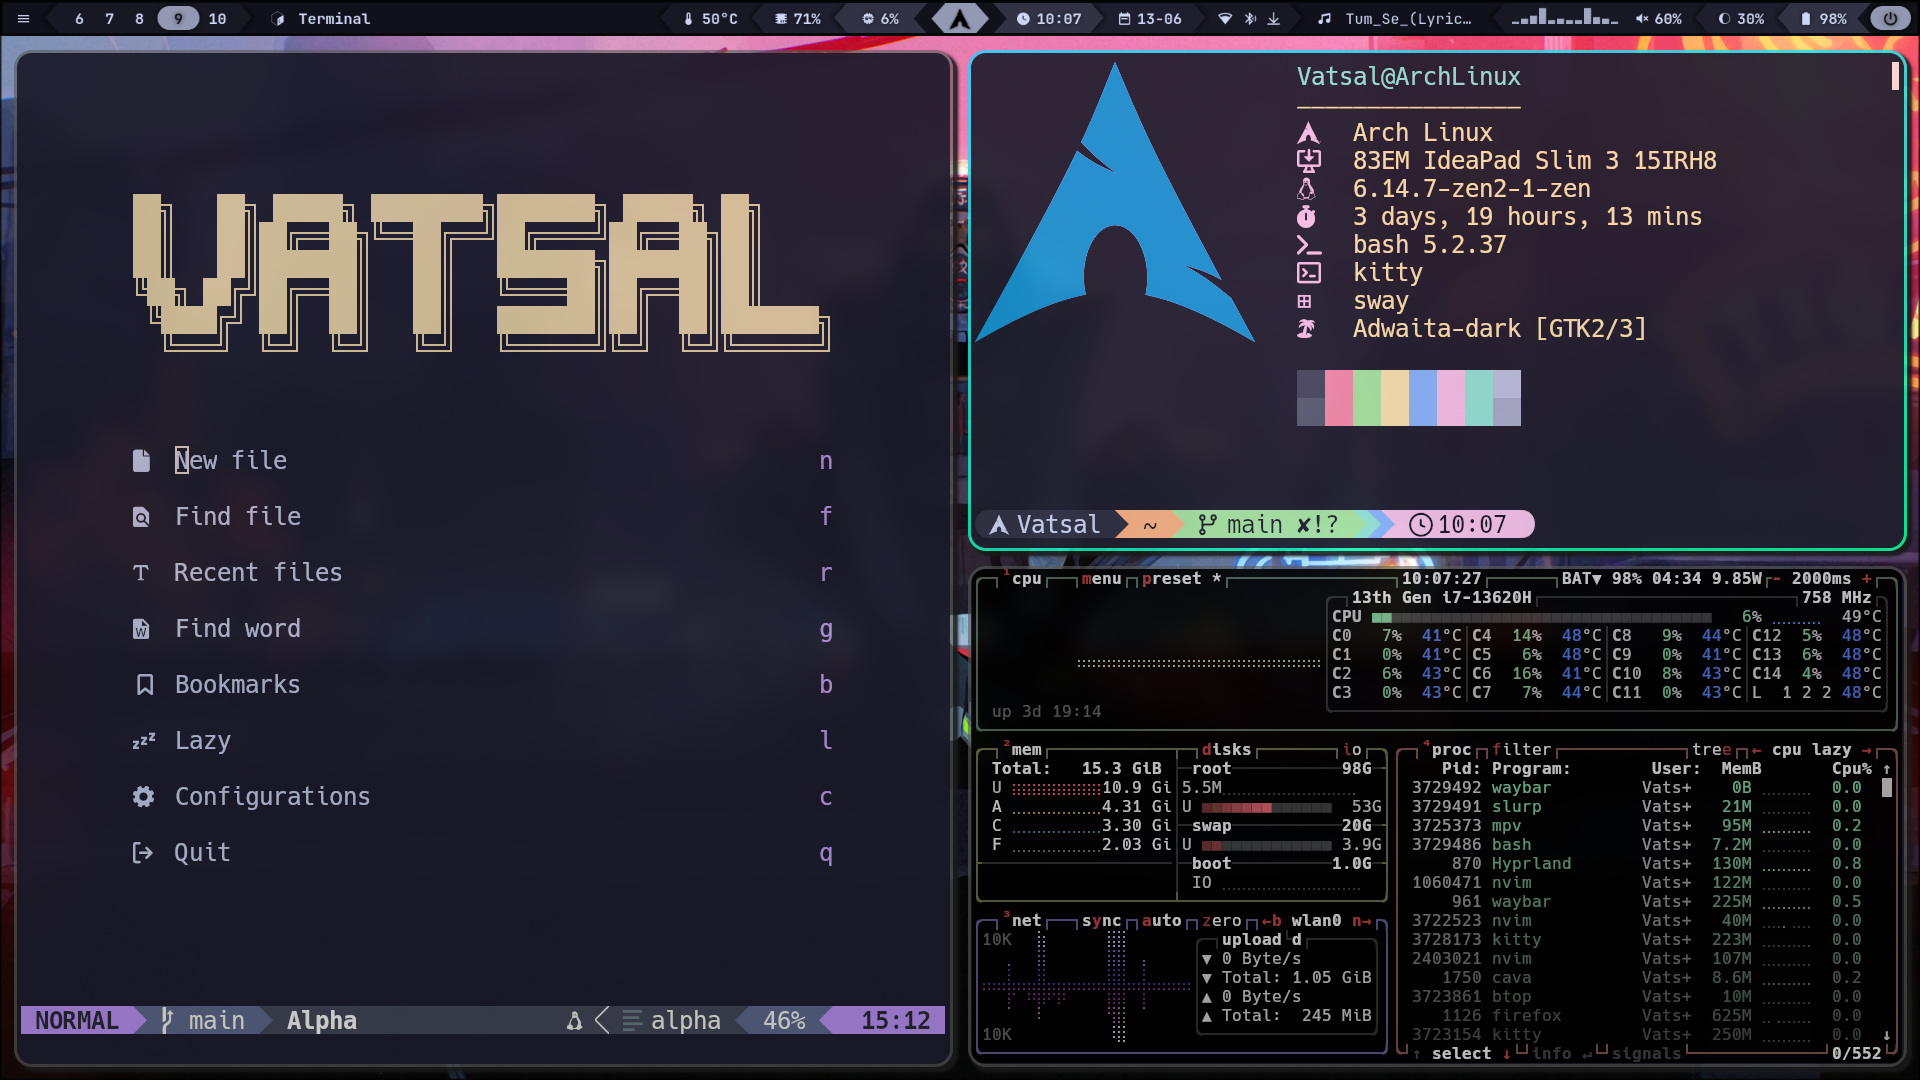 6 7 8 9 10 Terminal 50°C 71% 6% 10:07 13-06 Tum_Se_(Lyric… 60% 30% 98%
VATSAL
New file n
Find file f
Recent files r
Find word g
Bookmarks b
Lazy l
Configurations c
Quit q
NORMAL main Alpha alpha 46% 15:12
Vatsal@ArchLinux
Arch Linux
83EM IdeaPad Slim 3 15IRH8
6.14.7-zen2-1-zen
3 days, 19 hours, 13 mins
bash 5.2.37
kitty
sway
Adwaita-dark [GTK2/3]
Vatsal ~ main ✘!? 10:07
¹cpu menu preset * 10:07:27 BAT▼ 98% 04:34 9.85W - 2000ms +
13th Gen i7-13620H 758 MHz
CPU 6% 49°C
C0 7% 41°C C4 14% 48°C C8 9% 44°C C12 5% 48°C
C1 0% 41°C C5 6% 48°C C9 0% 41°C C13 6% 48°C
C2 6% 43°C C6 16% 41°C C10 8% 43°C C14 4% 48°C
C3 0% 43°C C7 7% 44°C C11 0% 43°C L 1 2 2 48°C
up 3d 19:14
²mem disks io
Total: 15.3 GiB root 98G
U 10.9 Gi 5.5M
A 4.31 Gi U 53G
C 3.30 Gi swap 20G
F 2.03 Gi U 3.9G
boot 1.0G
IO
³net sync auto zero ←b wlan0 n→
10K upload d
▼ 0 Byte/s
▼ Total: 1.05 GiB
▲ 0 Byte/s
10K ▲ Total: 245 MiB
⁴proc filter tree ← cpu lazy →
Pid: Program: User: MemB Cpu% ↑
3729492 waybar Vats+ 0B 0.0
3729491 slurp Vats+ 21M 0.0
3725373 mpv Vats+ 95M 0.2
3729486 bash Vats+ 7.2M 0.0
870 Hyprland Vats+ 130M 0.8
1060471 nvim Vats+ 122M 0.0
961 waybar Vats+ 225M 0.5
3722523 nvim Vats+ 40M 0.0
3728173 kitty Vats+ 223M 0.0
2403021 nvim Vats+ 107M 0.0
1750 cava Vats+ 8.6M 0.2
3723861 btop Vats+ 10M 0.0
1126 firefox Vats+ 625M 0.0
3723154 kitty Vats+ 250M 0.0 ↓
↑ select ↓ info ↵ signals 0/552